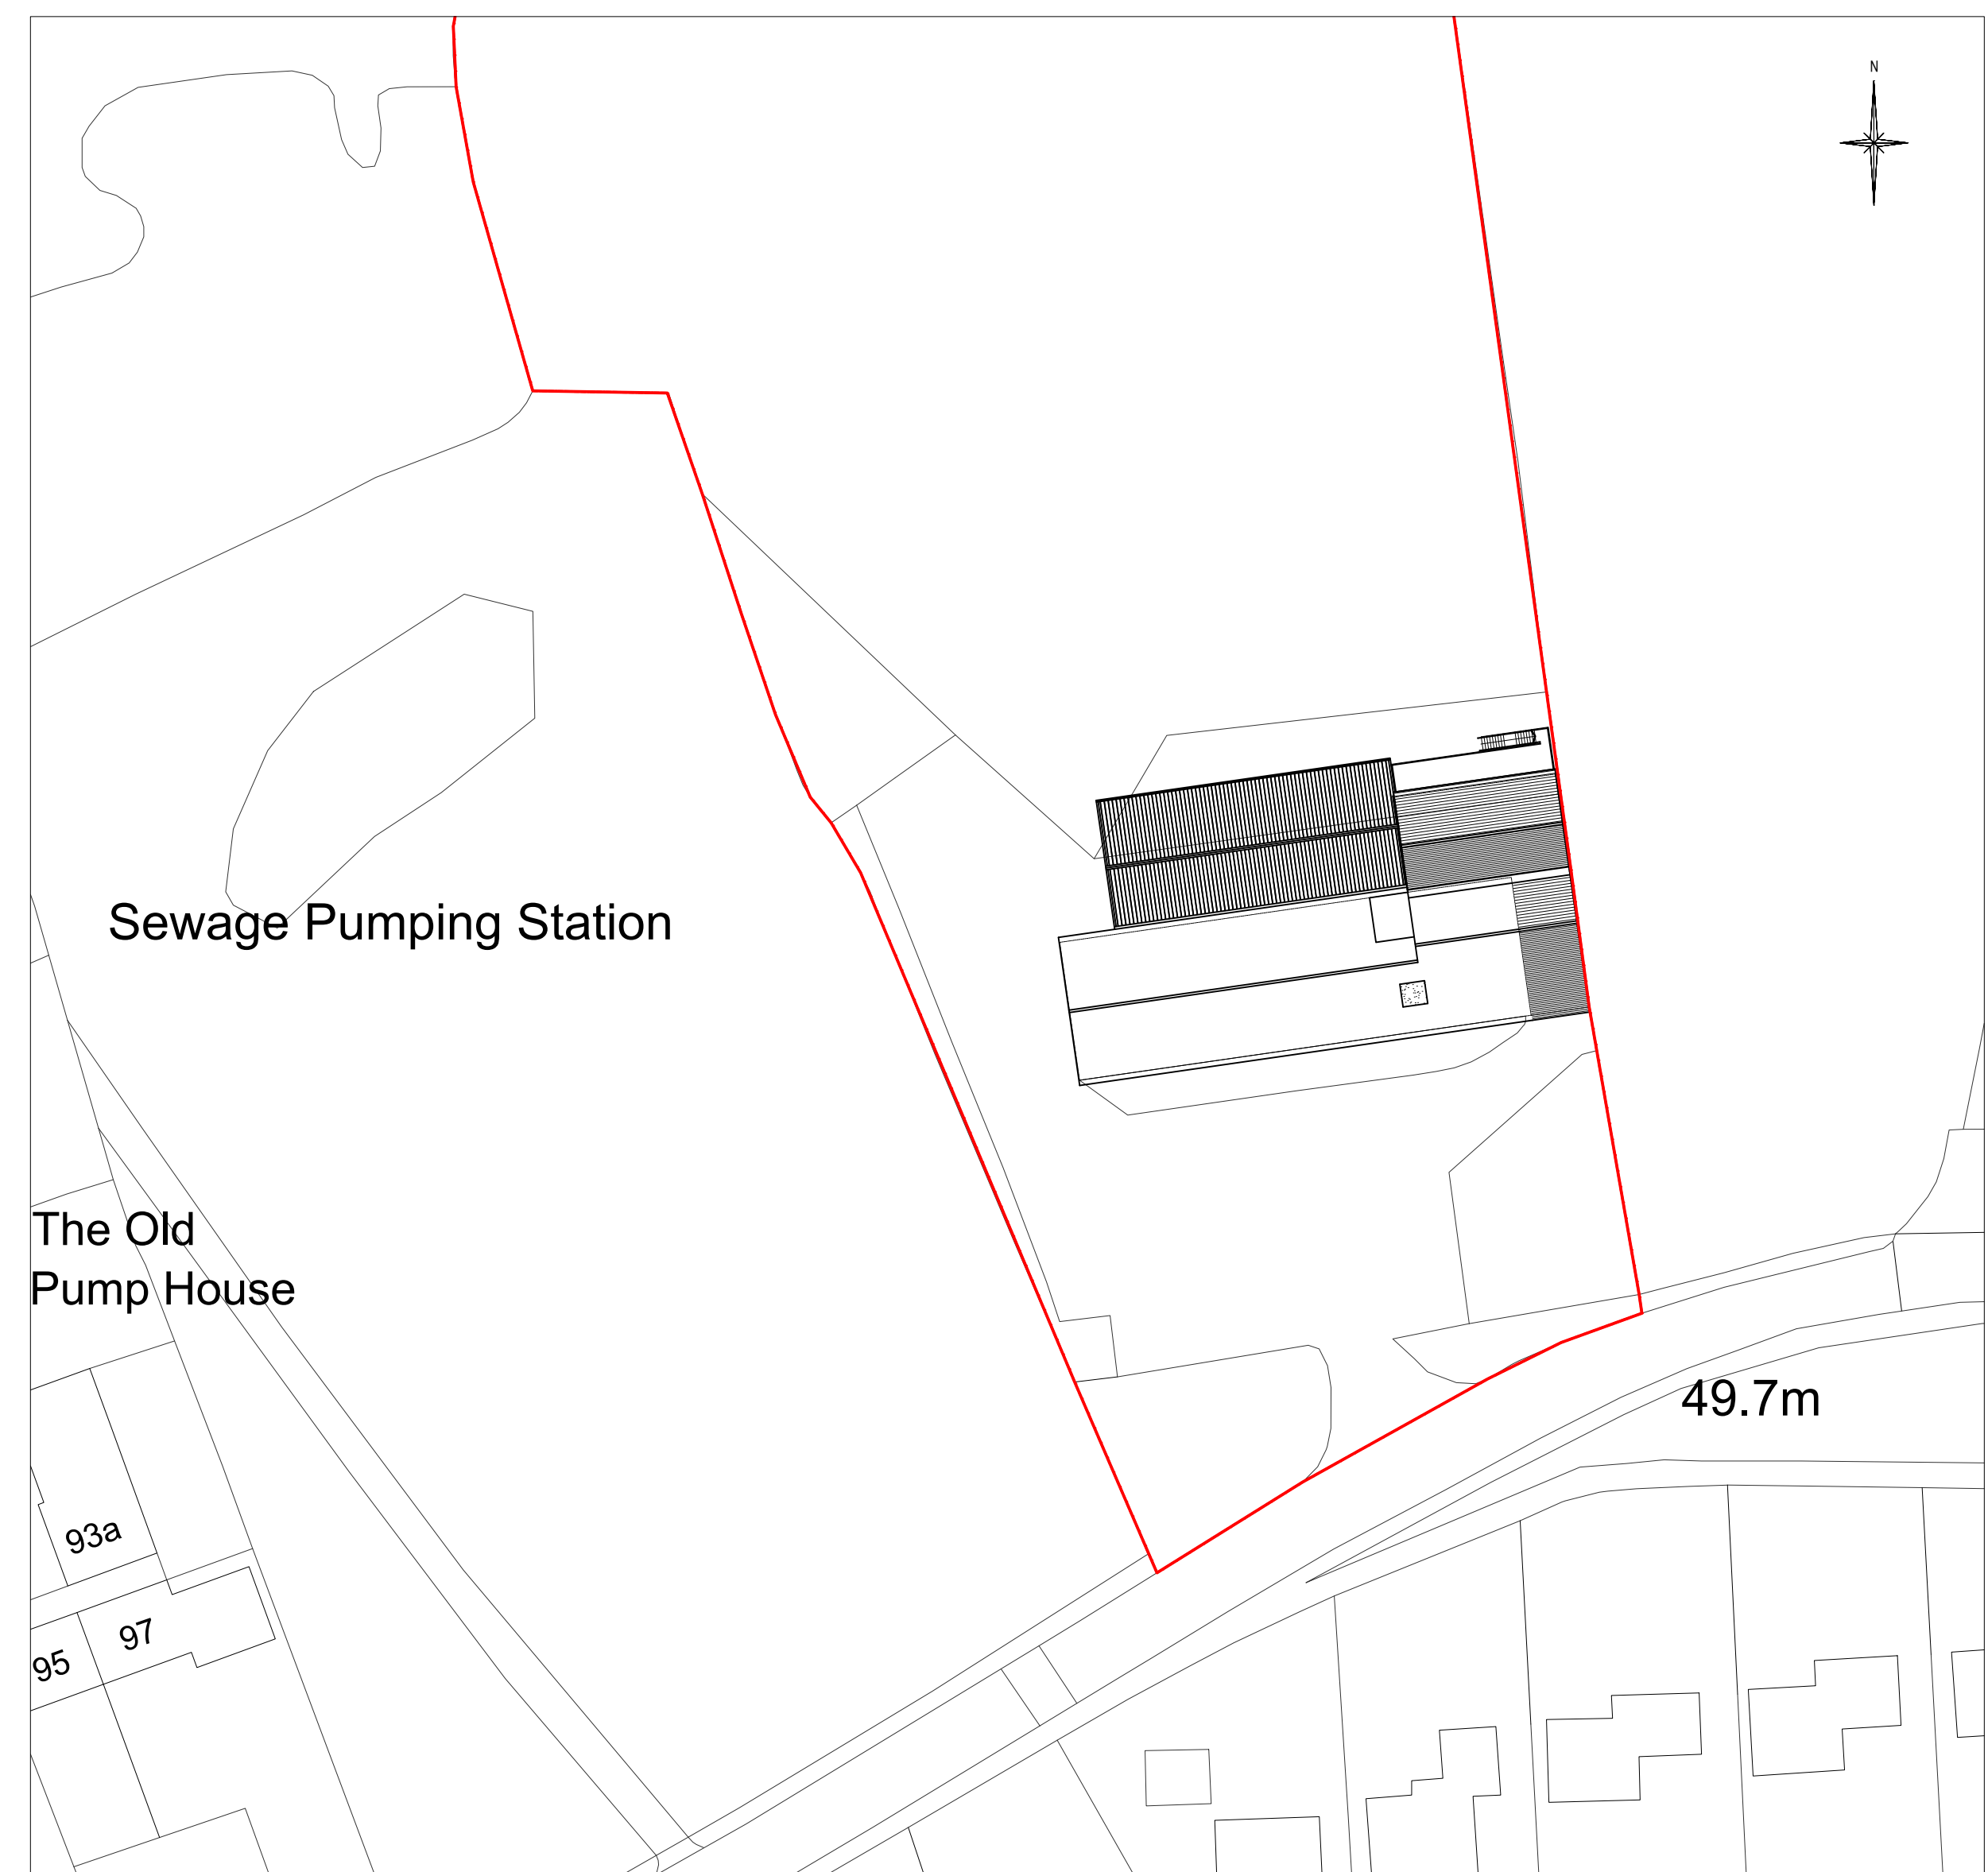 N
Sewage Pumping Station
The Old
Pump House
49.7m
93a
97
95